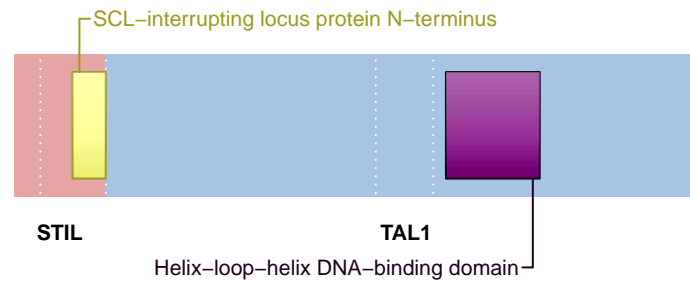 SCL−interrupting locus protein N−terminus
STIL TAL1
Helix−loop−helix DNA−binding domain